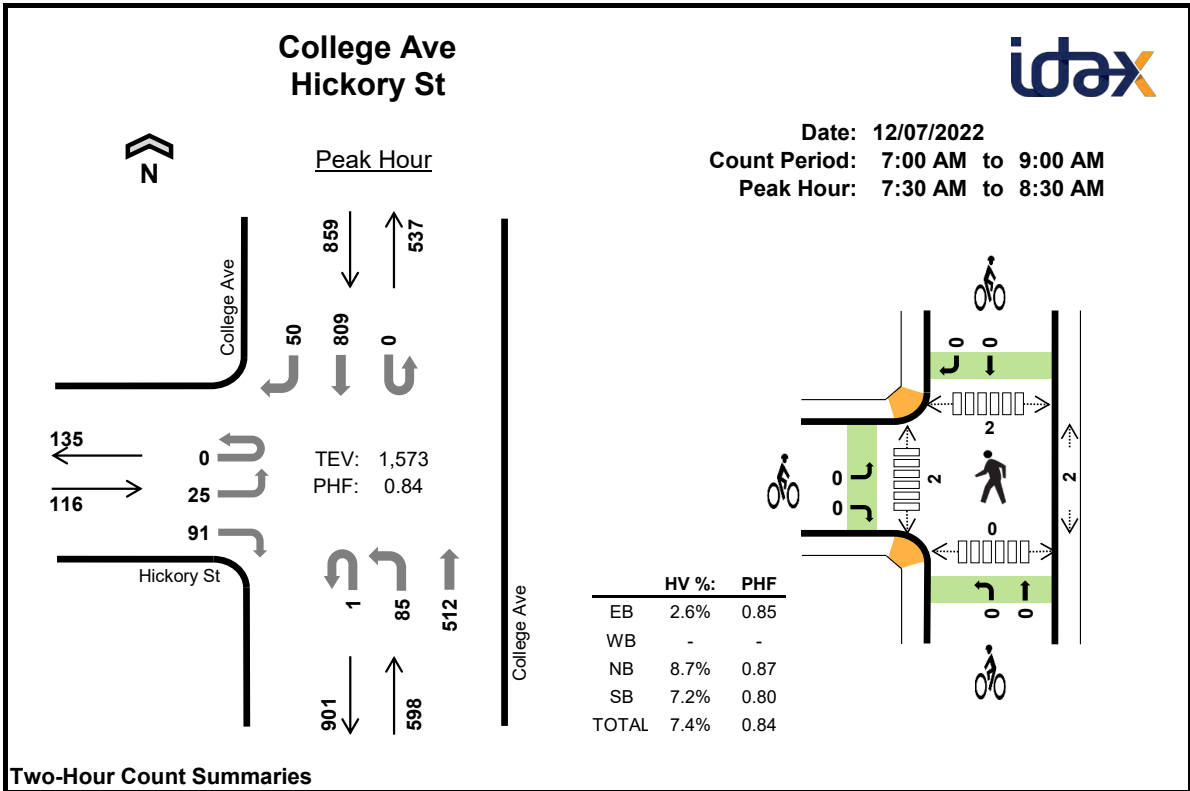 College Ave
Hickory St
idax
N
Peak Hour
Date: 12/07/2022
Count Period: 7:00 AM to 9:00 AM
Peak Hour: 7:30 AM to 8:30 AM
859
537
College Ave
50
809
0
135
116
0
25
91
TEV: 1,573
PHF: 0.84
Hickory St
1
85
512
College Ave
901
598
HV %: PHF
EB 2.6% 0.85
WB - -
NB 8.7% 0.87
SB 7.2% 0.80
TOTAL 7.4% 0.84
0
0
2
0
0
2
2
0
0
0
Two-Hour Count Summaries